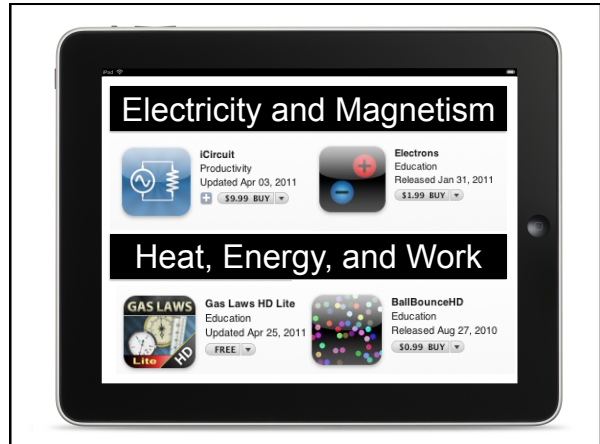 iPad
Electricity and Magnetism
iCircuit
Productivity
Updated Apr 03, 2011
$9.99 BUY
Electrons
Education
Released Jan 31, 2011
$1.99 BUY
Heat, Energy, and Work
GAS LAWS
Lite
HD
Gas Laws HD Lite
Education
Updated Apr 25, 2011
FREE
BallBounceHD
Education
Released Aug 27, 2010
$0.99 BUY